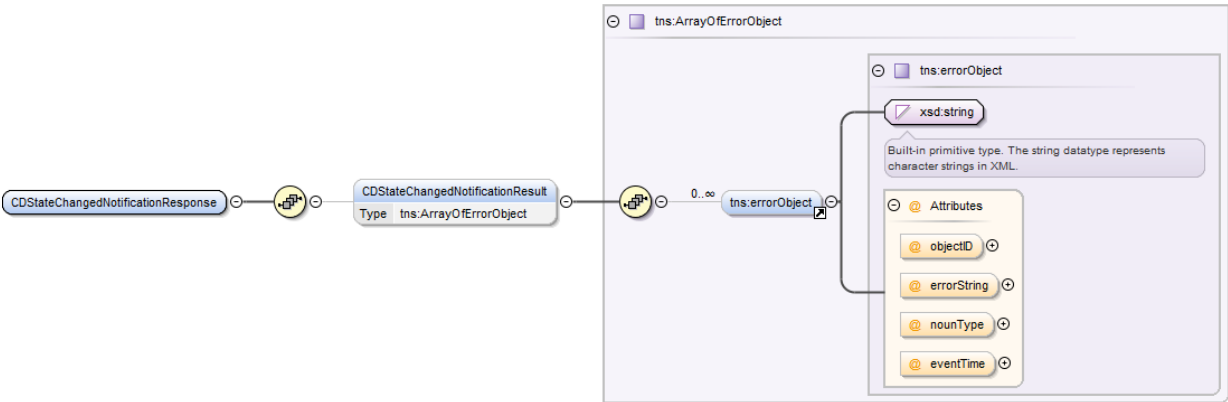 tns:ArrayOfErrorObject
tns:errorObject
xsd:string
Built-in primitive type. The string datatype represents
character strings in XML.
CDStateChangedNotificationResponse
CDStateChangedNotificationResult
Type tns:ArrayOfErrorObject
0..∞
tns:errorObject
@ Attributes
@ objectID
@ errorString
@ nounType
@ eventTime